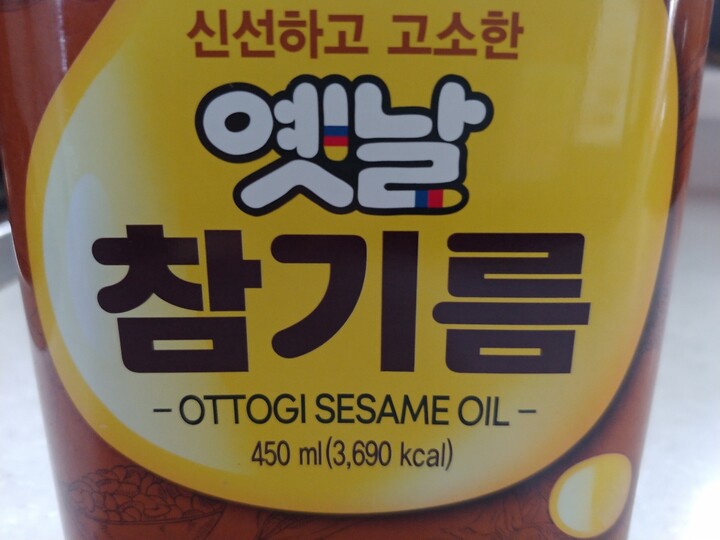 신선하고 고소한
옛날
참기름
- OTTOGI SESAME OIL -
450 ml(3,690 kcal)